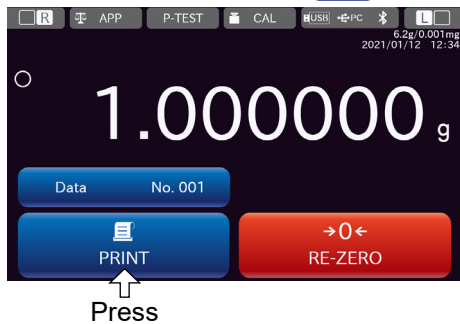 R APP P-TEST CAL USB PC L
6.2g/0.001mg
2021/01/12 12:34
1.000000 g
Data No. 001
→0←
PRINT RE-ZERO
Press